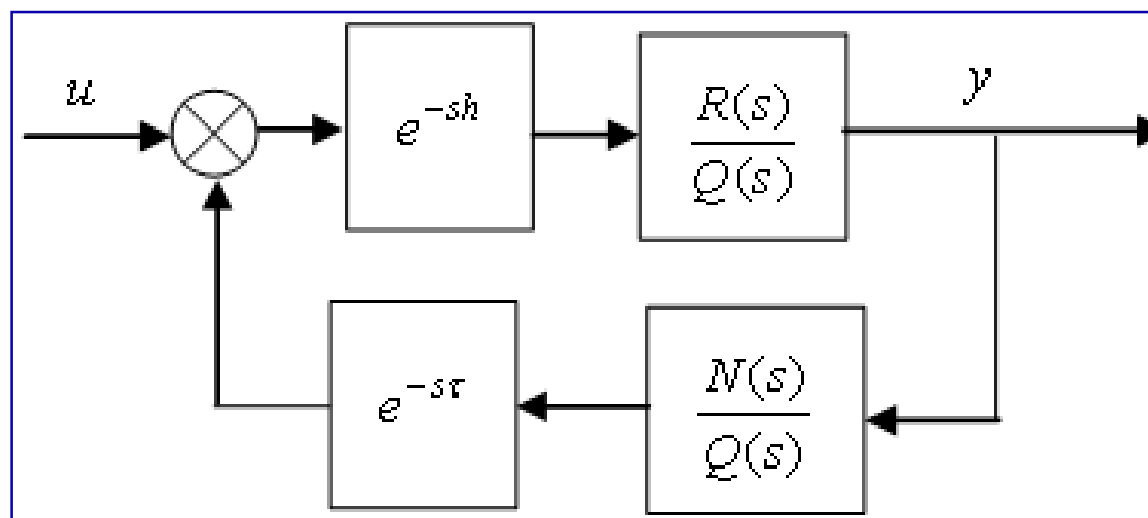 u
e^{-sh}
R(s)
Q(s)
y
e^{-sτ}
N(s)
Q(s)